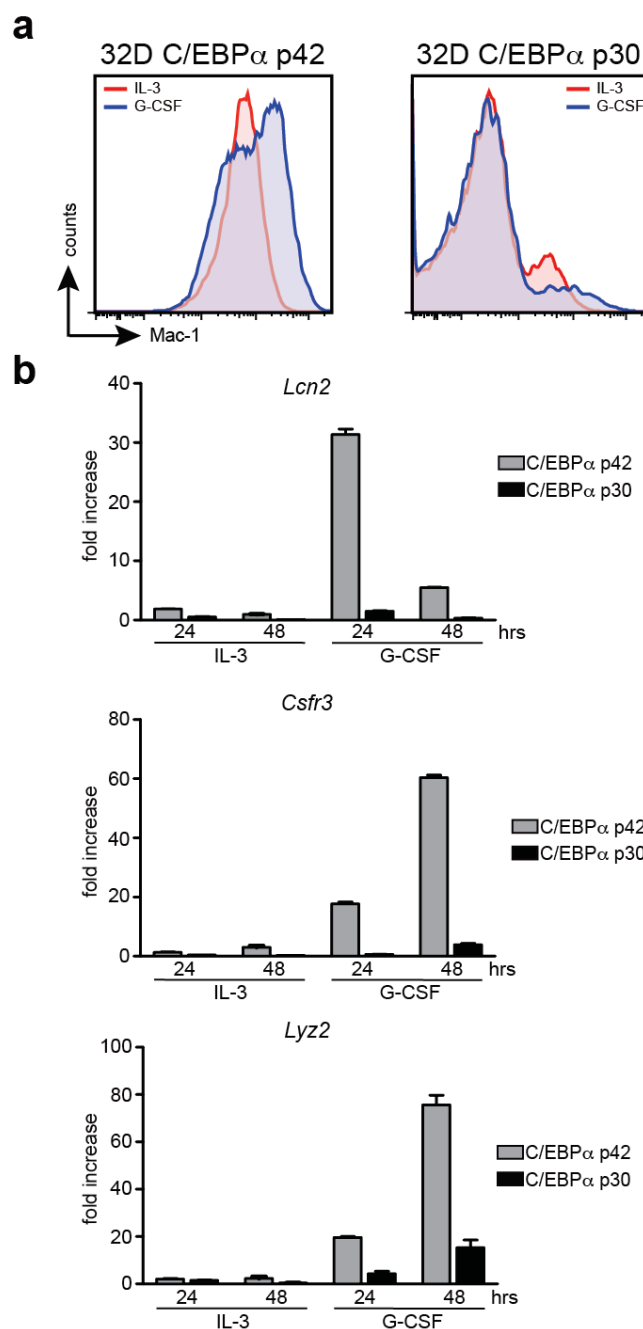 a
32D C/EBPα p42
32D C/EBPα p30
IL-3
G-CSF
IL-3
G-CSF
counts
Mac-1
b
Lcn2
40
30
20
10
0
fold increase
C/EBPα p42
C/EBPα p30
24 48 24 48 hrs
IL-3 G-CSF
Csfr3
80
60
40
20
0
fold increase
C/EBPα p42
C/EBPα p30
24 48 24 48 hrs
IL-3 G-CSF
Lyz2
100
80
60
40
20
0
fold increase
C/EBPα p42
C/EBPα p30
24 48 24 48 hrs
IL-3 G-CSF